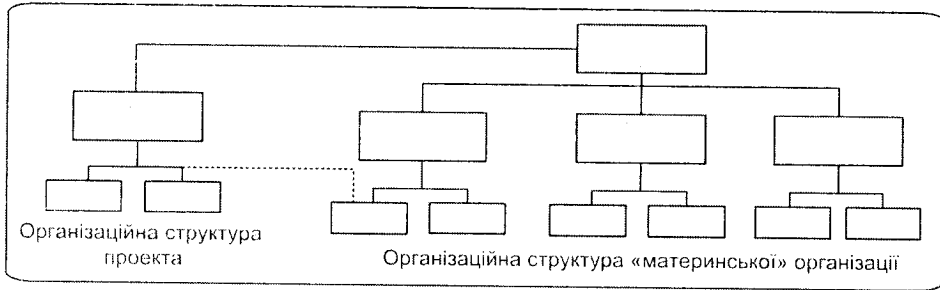 Організаційна структура
проекта
Організаційна структура «материнської» організації